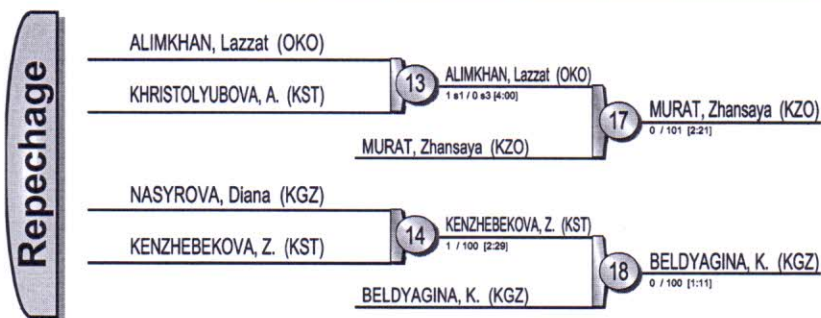 Repechage
ALIMKHAN, Lazzat (OKO)
KHRISTOLYUBOVA, A. (KST)
13
ALIMKHAN, Lazzat (OKO)
1 s1 / 0 s3 [4:00]
MURAT, Zhansaya (KZO)
17
MURAT, Zhansaya (KZO)
0 / 101 [2:21]
NASYROVA, Diana (KGZ)
KENZHEBEKOVA, Z. (KST)
14
KENZHEBEKOVA, Z. (KST)
1 / 100 [2:29]
BELDYAGINA, K. (KGZ)
18
BELDYAGINA, K. (KGZ)
0 / 100 [1:11]